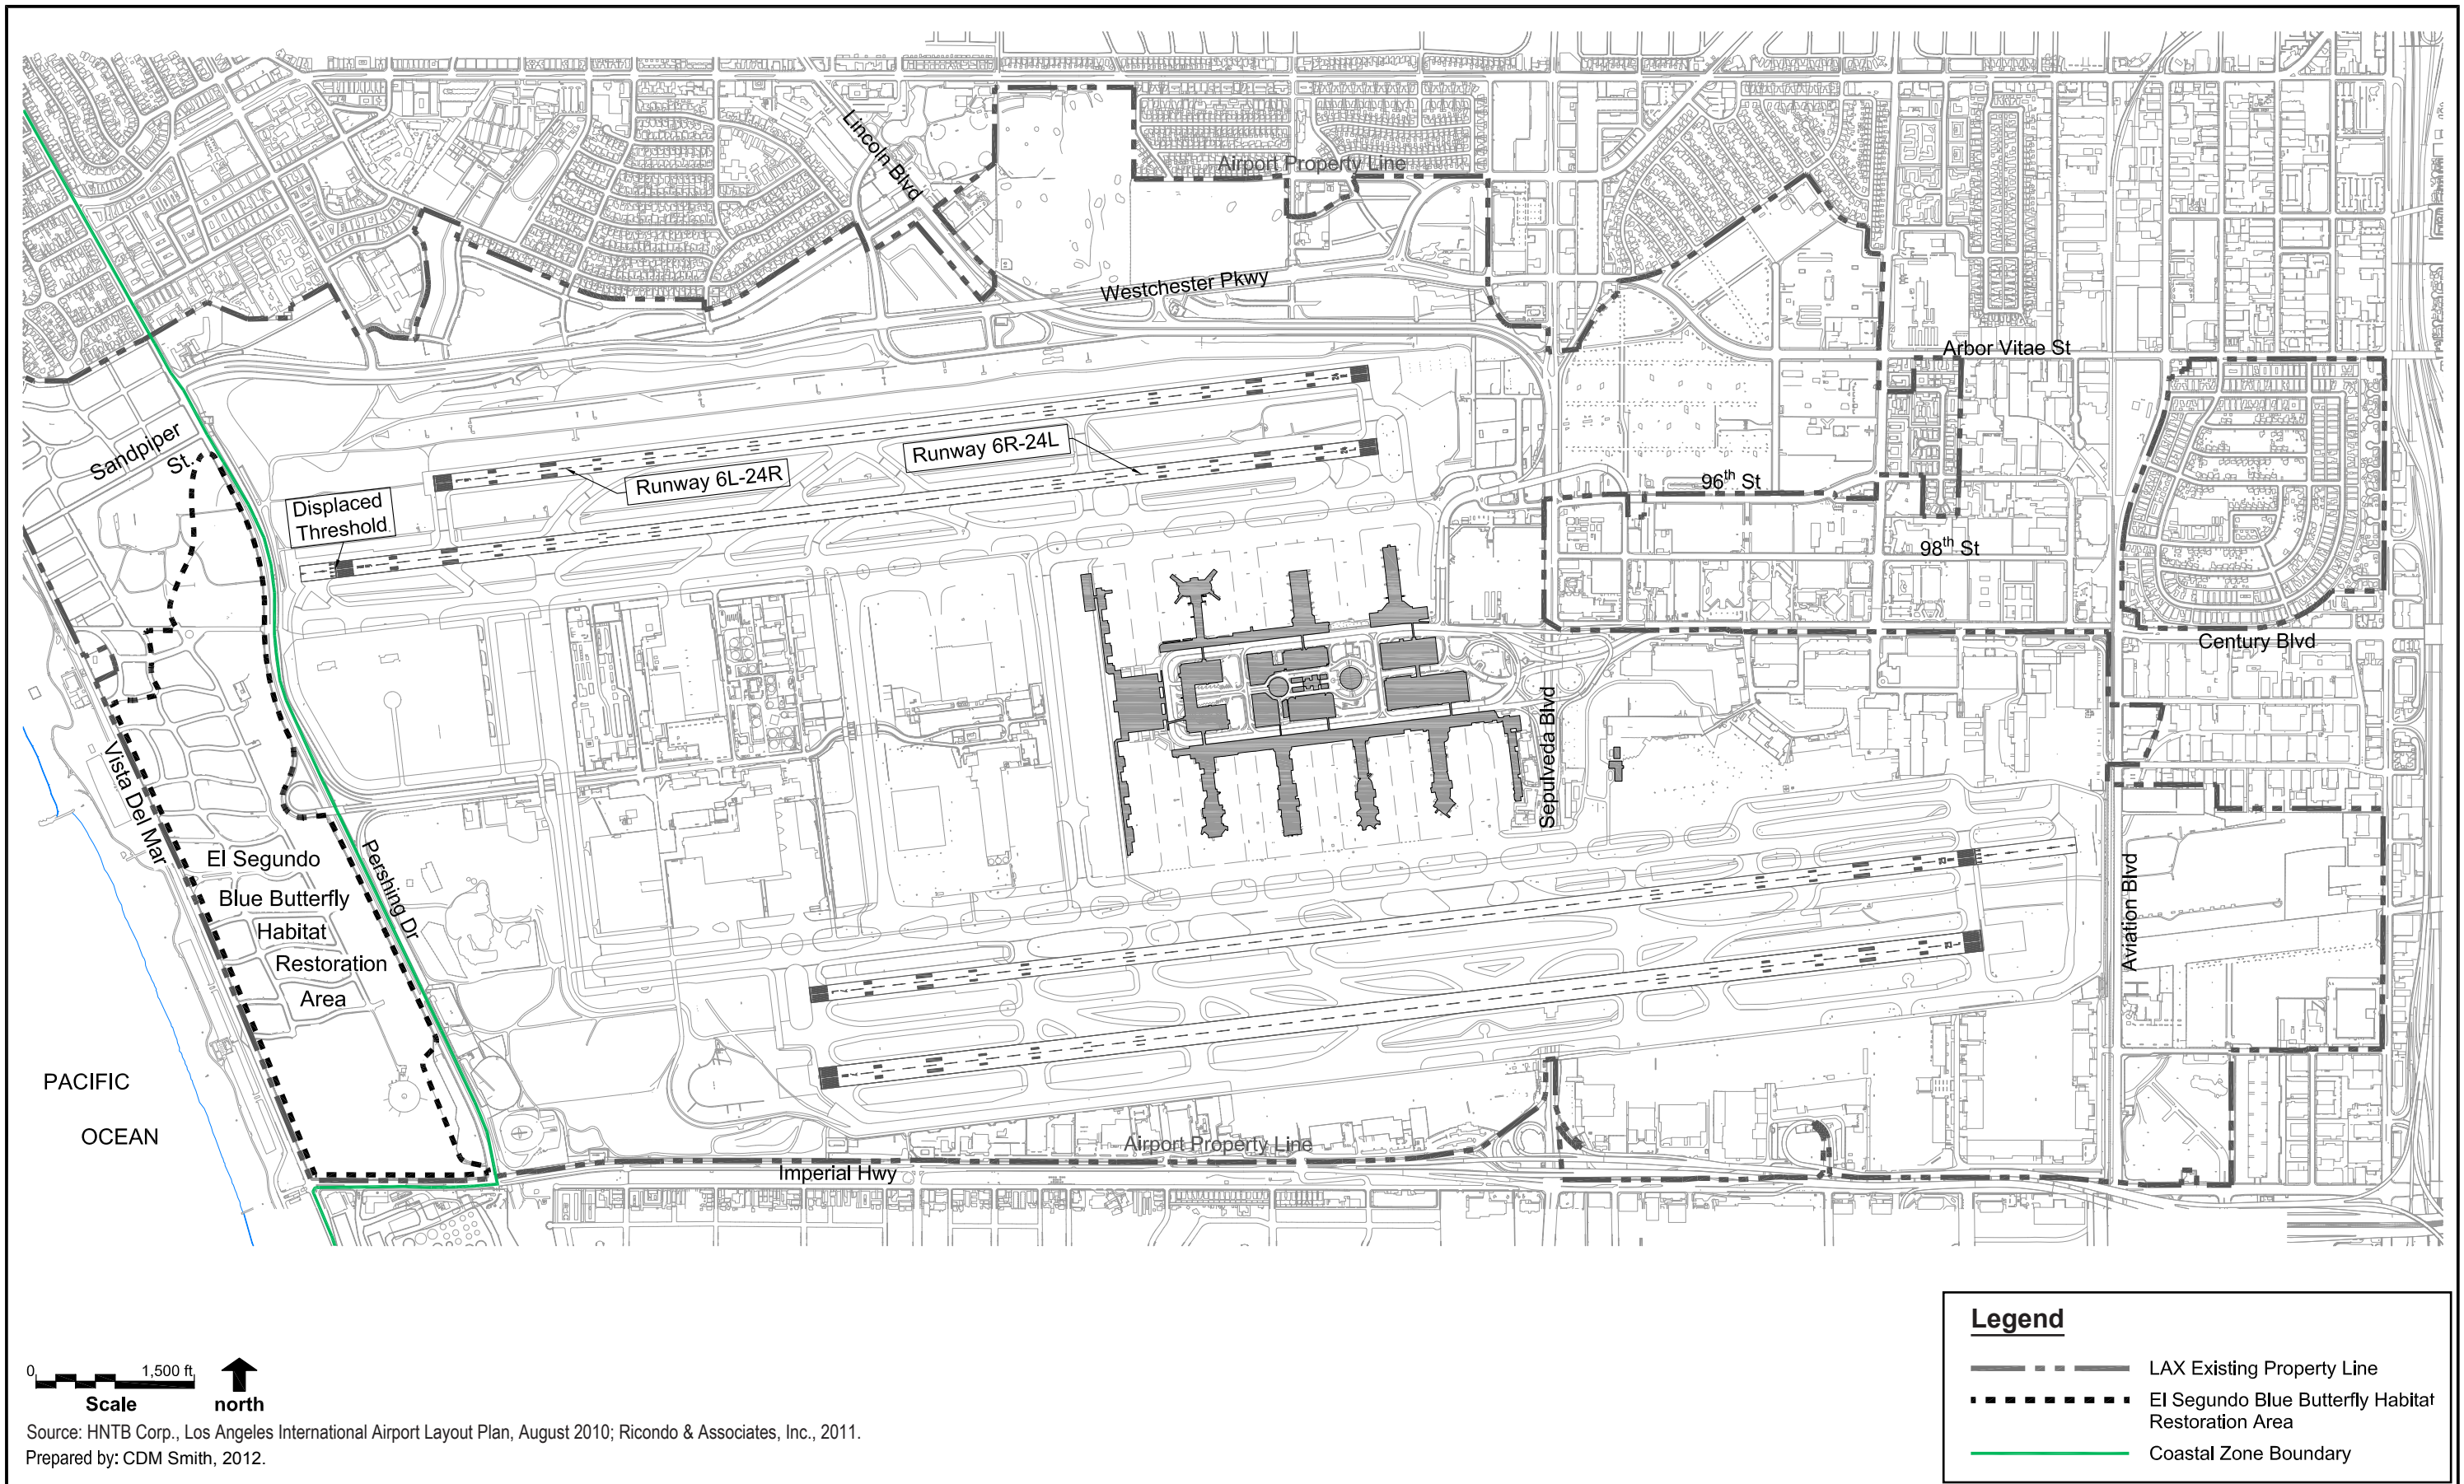 Lincoln Blvd
Airport Property Line
Westchester Pkwy
Arbor Vitae St
Sandpiper
St.
Runway 6R-24L
Runway 6L-24R
Displaced
Threshold
96th St
98th St
Century Blvd
Sepulveda Blvd
Vista Del Mar
Pershing Dr
El Segundo
Blue Butterfly
Habitat
Restoration
Area
Aviation Blvd
PACIFIC
OCEAN
Airport Property Line
Imperial Hwy
Legend
LAX Existing Property Line
El Segundo Blue Butterfly Habitat
Restoration Area
Coastal Zone Boundary
0 1,500 ft.
Scale north
Source: HNTB Corp., Los Angeles International Airport Layout Plan, August 2010; Ricondo & Associates, Inc., 2011.
Prepared by: CDM Smith, 2012.